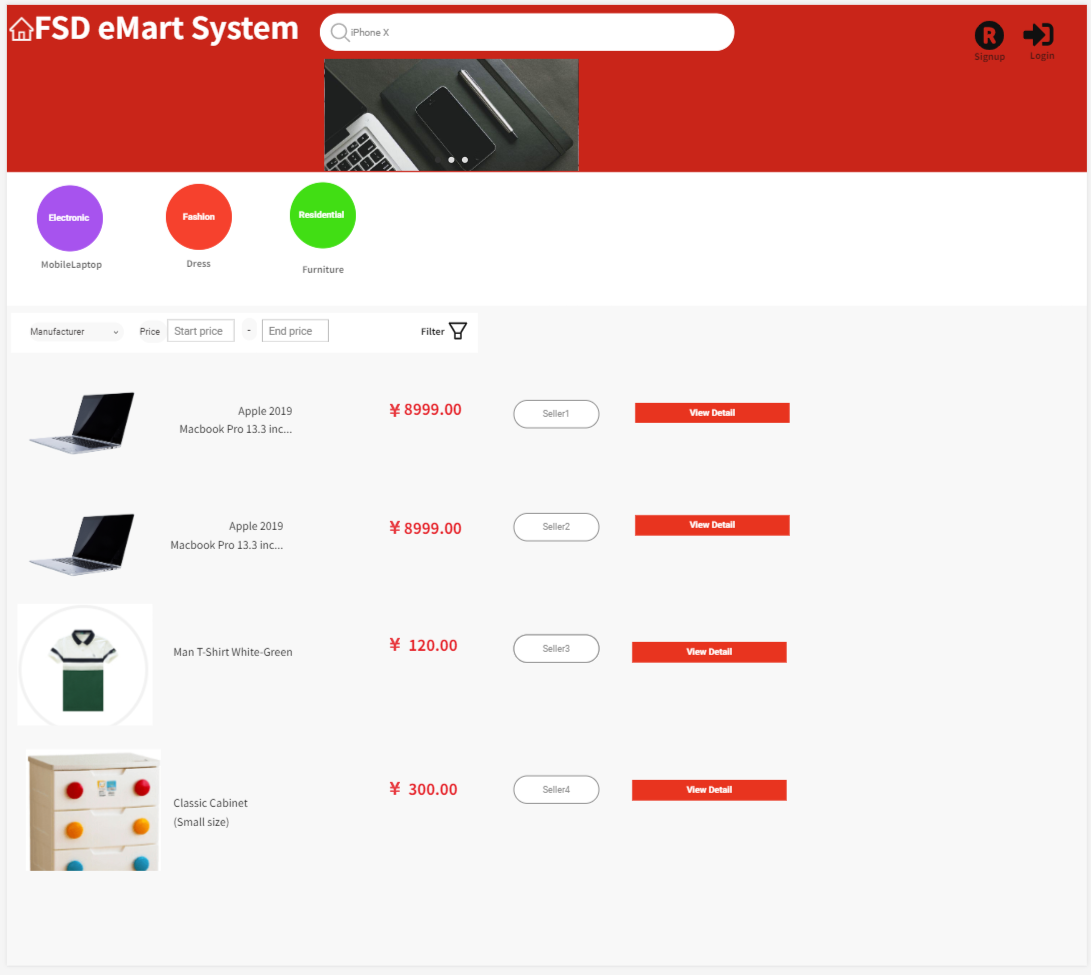 FSD eMart System
iPhone X
R
Signup
Login
Electronic
Fashion
Residential
MobileLaptop
Dress
Furniture
Manufacturer
Price
Start price
-
End price
Filter
Apple 2019
Macbook Pro 13.3 inc...
¥ 8999.00
Seller1
View Detail
Apple 2019
Macbook Pro 13.3 inc...
¥ 8999.00
Seller2
View Detail
Man T-Shirt White-Green
¥ 120.00
Seller3
View Detail
Classic Cabinet
(Small size)
¥ 300.00
Seller4
View Detail